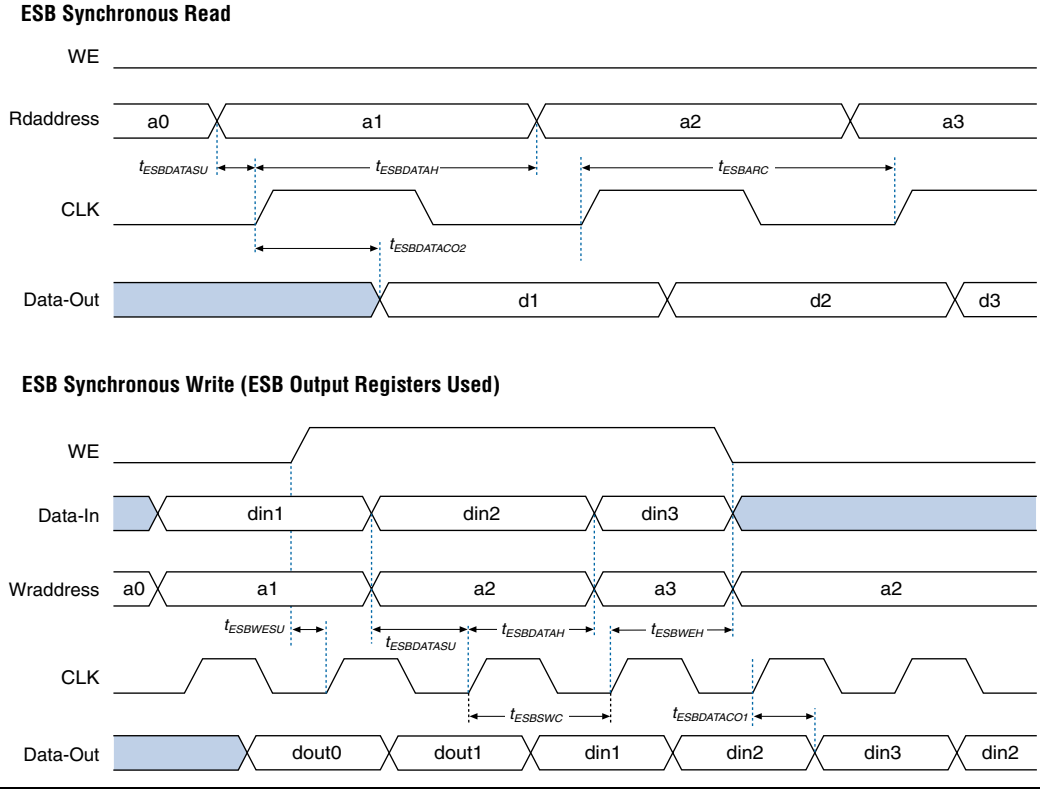 ESB Synchronous Read
WE
Rdaddress a0 a1 a2 a3
tESBDATASU tESBDATAH tESBARC
CLK
tESBDATACO2
Data-Out d1 d2 d3
ESB Synchronous Write (ESB Output Registers Used)
WE
Data-In din1 din2 din3
Wraddress a0 a1 a2 a3 a2
tESBWESU tESBDATASU tESBDATAH tESBWEH
CLK
tESBSWC tESBDATACO1
Data-Out dout0 dout1 din1 din2 din3 din2